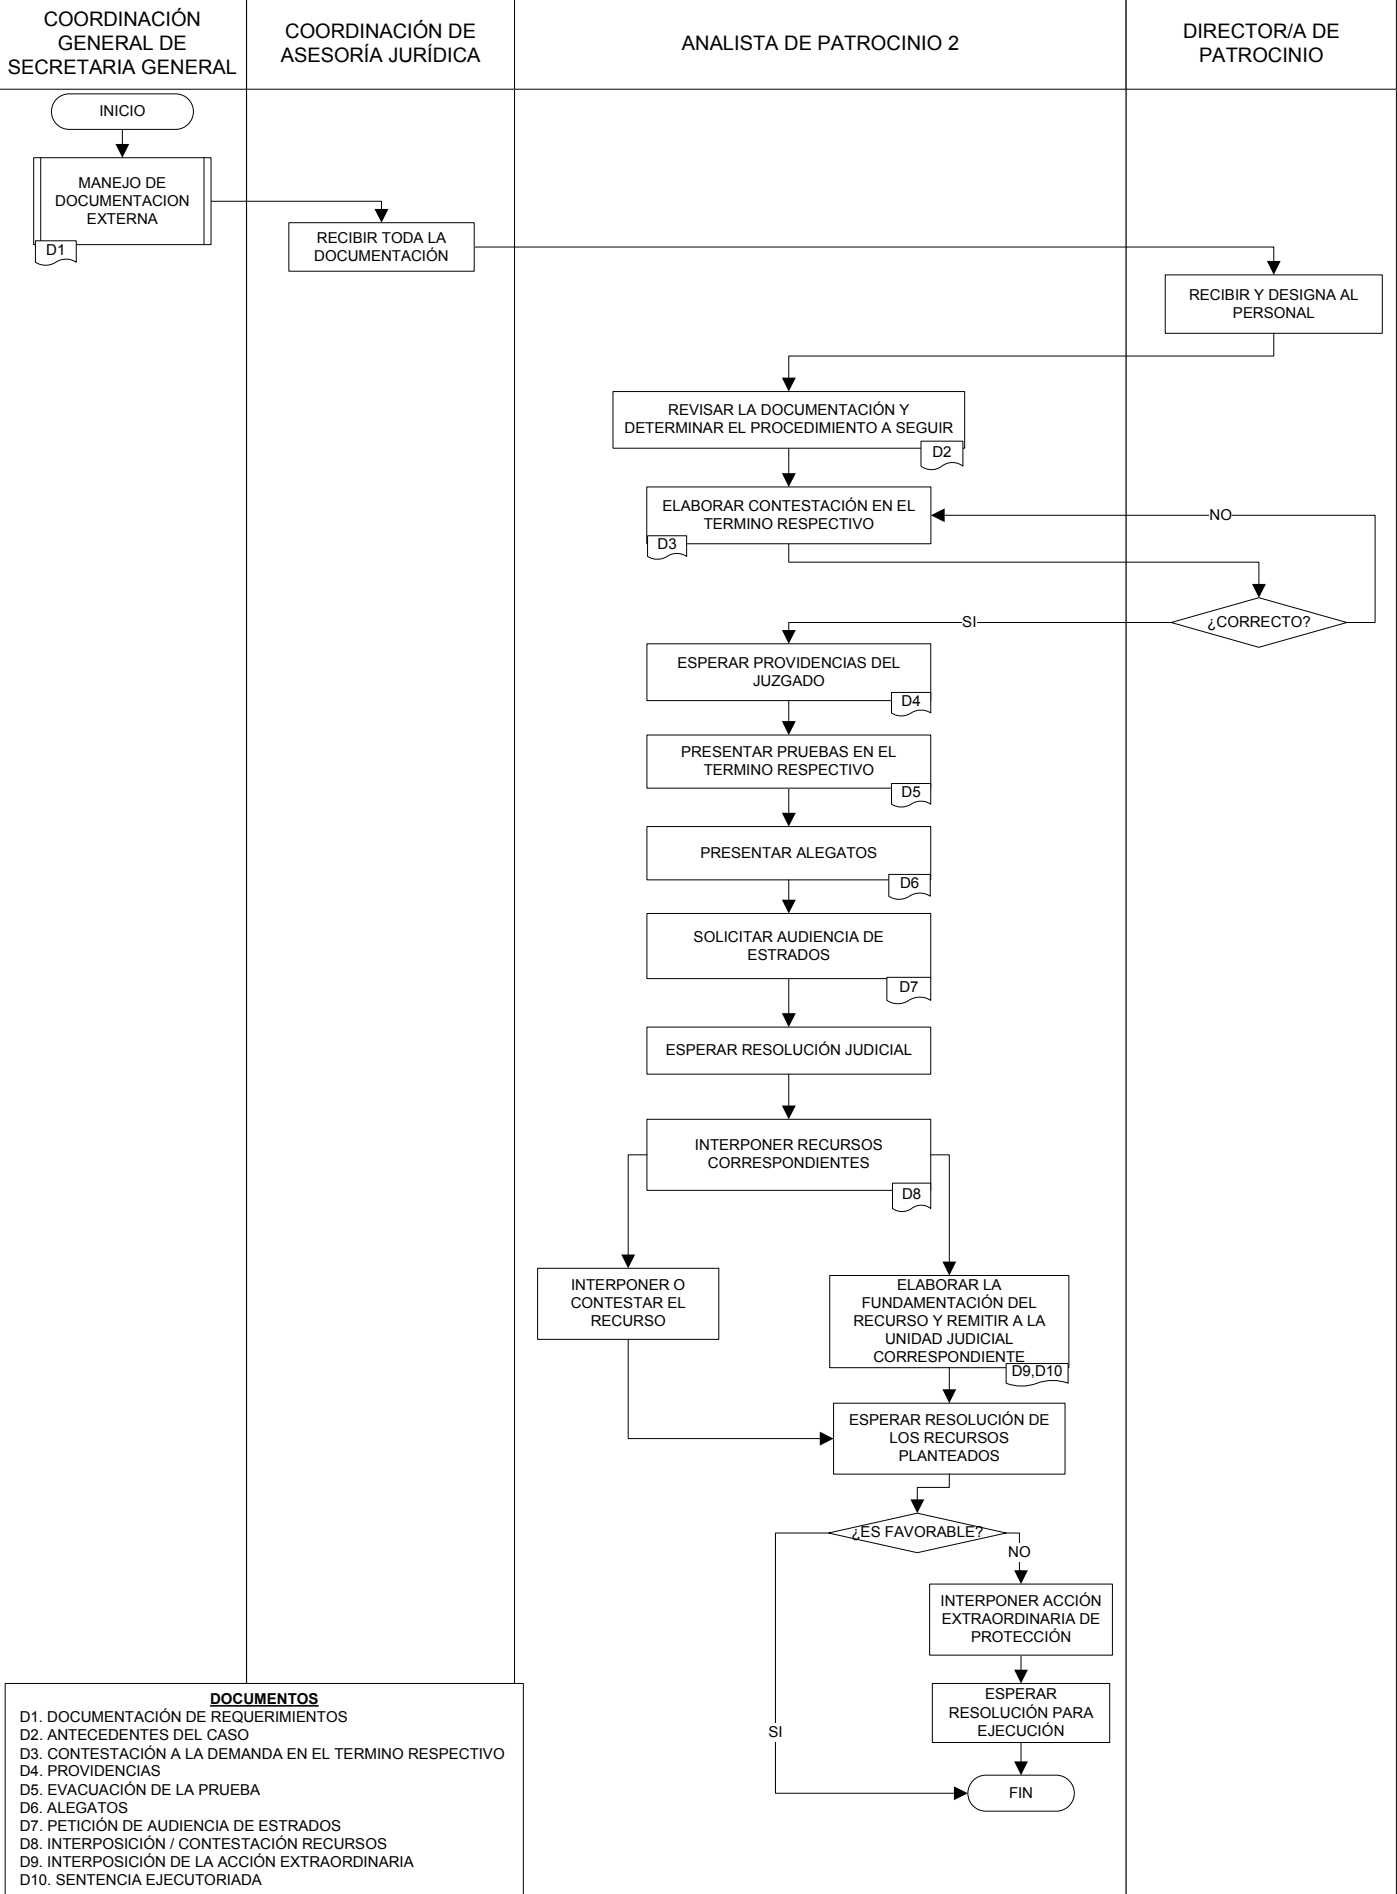 COORDINACIÓN
GENERAL DE
SECRETARIA GENERAL
COORDINACIÓN DE
ASESORÍA JURÍDICA
ANALISTA DE PATROCINIO 2
DIRECTOR/A DE
PATROCINIO
INICIO
MANEJO DE
DOCUMENTACION
EXTERNA
D1
RECIBIR TODA LA
DOCUMENTACIÓN
RECIBIR Y DESIGNA AL
PERSONAL
REVISAR LA DOCUMENTACIÓN Y
DETERMINAR EL PROCEDIMIENTO A SEGUIR
D2
ELABORAR CONTESTACIÓN EN EL
TERMINO RESPECTIVO
D3
NO
¿CORRECTO?
SI
ESPERAR PROVIDENCIAS DEL
JUZGADO
D4
PRESENTAR PRUEBAS EN EL
TERMINO RESPECTIVO
D5
PRESENTAR ALEGATOS
D6
SOLICITAR AUDIENCIA DE
ESTRADOS
D7
ESPERAR RESOLUCIÓN JUDICIAL
INTERPONER RECURSOS
CORRESPONDIENTES
D8
INTERPONER O
CONTESTAR EL
RECURSO
ELABORAR LA
FUNDAMENTACIÓN DEL
RECURSO Y REMITIR A LA
UNIDAD JUDICIAL
CORRESPONDIENTE
D9,D10
ESPERAR RESOLUCIÓN DE
LOS RECURSOS
PLANTEADOS
¿ES FAVORABLE?
NO
INTERPONER ACCIÓN
EXTRAORDINARIA DE
PROTECCIÓN
ESPERAR
RESOLUCIÓN PARA
EJECUCIÓN
SI
FIN
DOCUMENTOS
D1. DOCUMENTACIÓN DE REQUERIMIENTOS
D2. ANTECEDENTES DEL CASO
D3. CONTESTACIÓN A LA DEMANDA EN EL TERMINO RESPECTIVO
D4. PROVIDENCIAS
D5. EVACUACIÓN DE LA PRUEBA
D6. ALEGATOS
D7. PETICIÓN DE AUDIENCIA DE ESTRADOS
D8. INTERPOSICIÓN / CONTESTACIÓN RECURSOS
D9. INTERPOSICIÓN DE LA ACCIÓN EXTRAORDINARIA
D10. SENTENCIA EJECUTORIADA